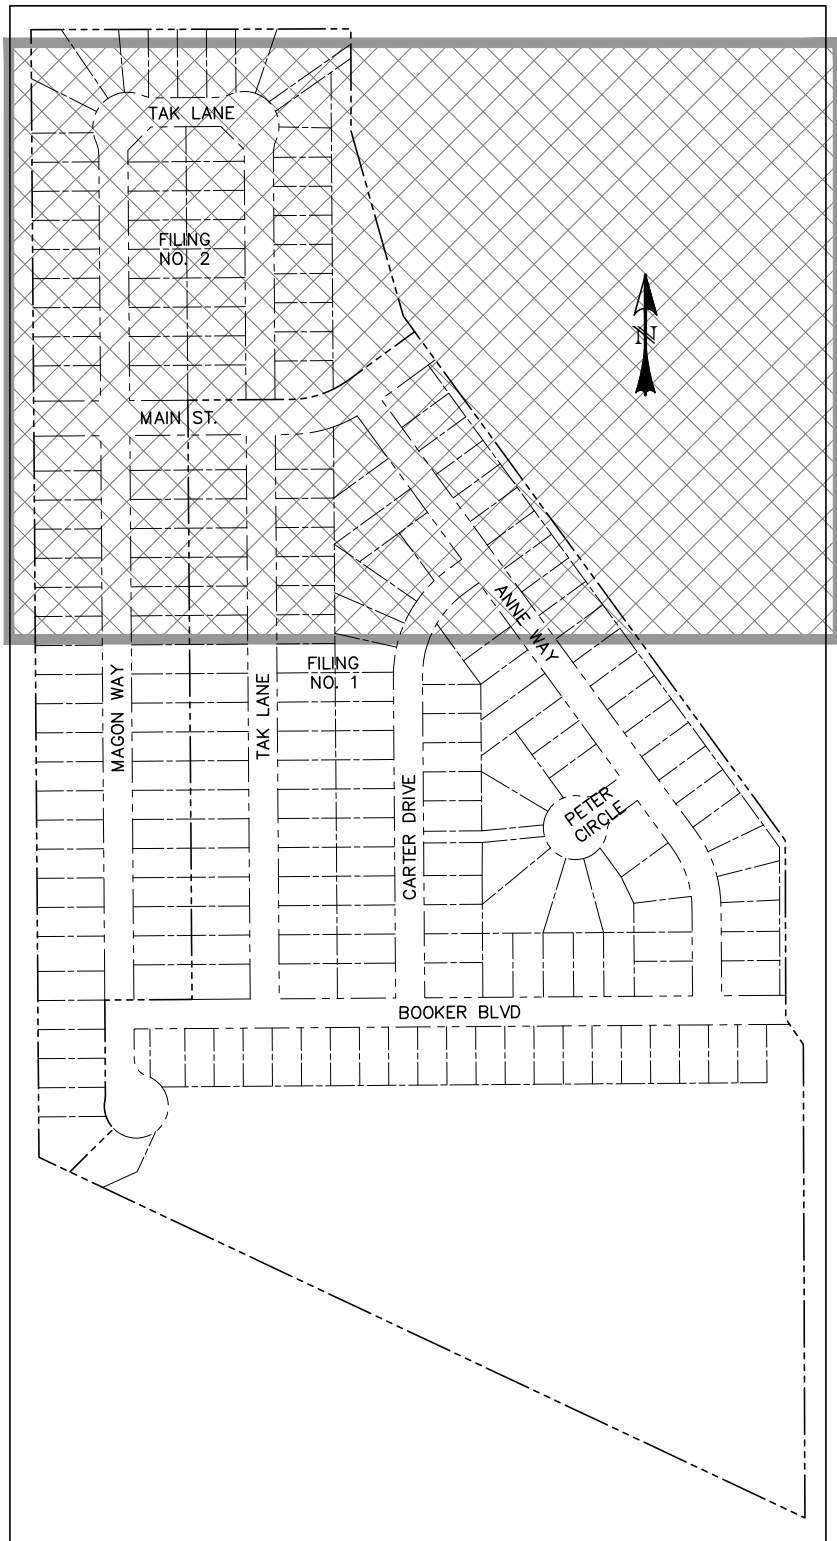 TAK LANE
FILING
NO. 2
N
MAIN ST.
ANNE WAY
FILING
NO. 1
MAGON WAY
TAK LANE
CARTER DRIVE
PETER
CIRCLE
BOOKER BLVD